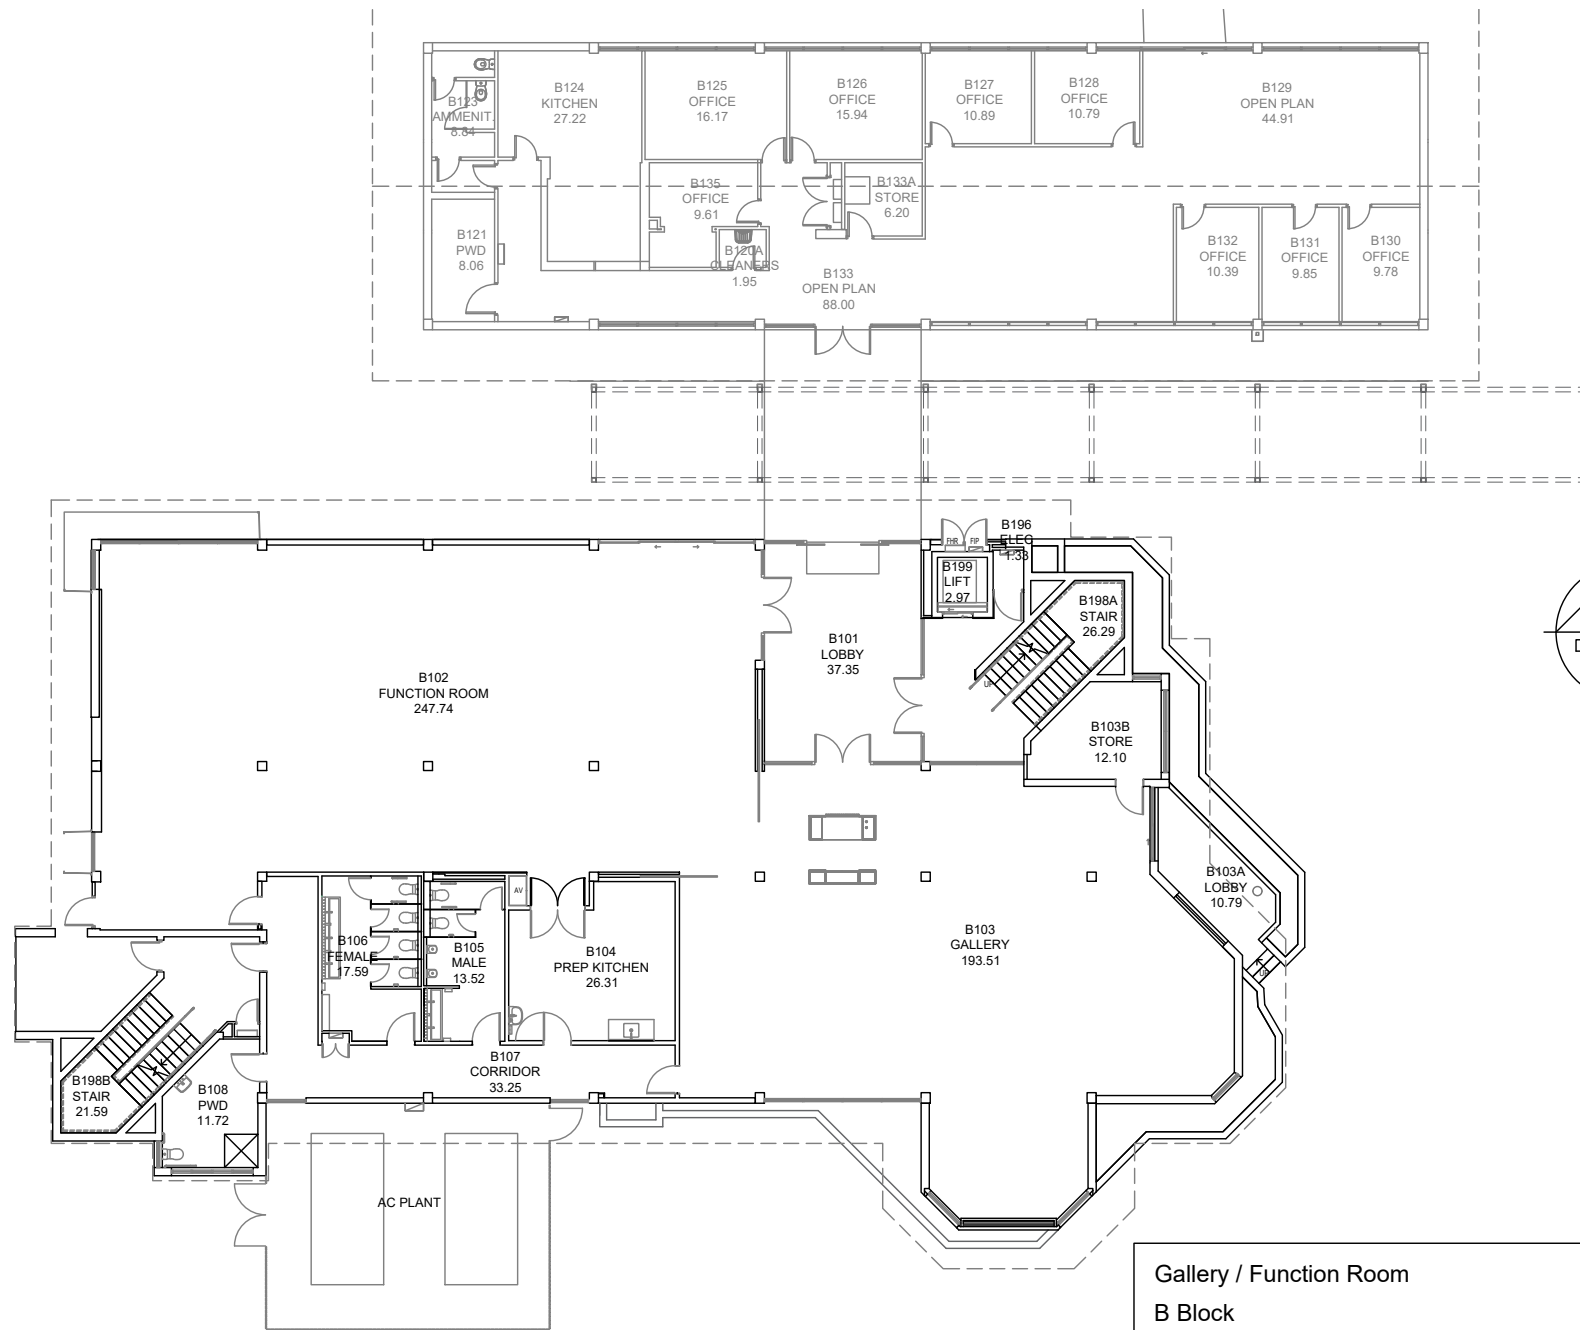 B123
AMMENIT.
8.84
B124
KITCHEN
27.22
B125
OFFICE
16.17
B126
OFFICE
15.94
B127
OFFICE
10.89
B128
OFFICE
10.79
B129
OPEN PLAN
44.91
B135
OFFICE
9.61
B133A
STORE
6.20
B121
PWD
8.06
B120A
CLEANERS
1.95
B133
OPEN PLAN
88.00
B132
OFFICE
10.39
B131
OFFICE
9.85
B130
OFFICE
9.78
FHR
FIP
B196
ELEC
1.33
B199
LIFT
2.97
B198A
STAIR
26.29
UP
B101
LOBBY
37.35
B102
FUNCTION ROOM
247.74
B103B
STORE
12.10
B103A
LOBBY
10.79
UP
AV
B106
FEMALE
17.59
B105
MALE
13.52
B104
PREP KITCHEN
26.31
B103
GALLERY
193.51
B107
CORRIDOR
33.25
B198B
STAIR
21.59
B108
PWD
11.72
AC PLANT
Gallery / Function Room
B Block